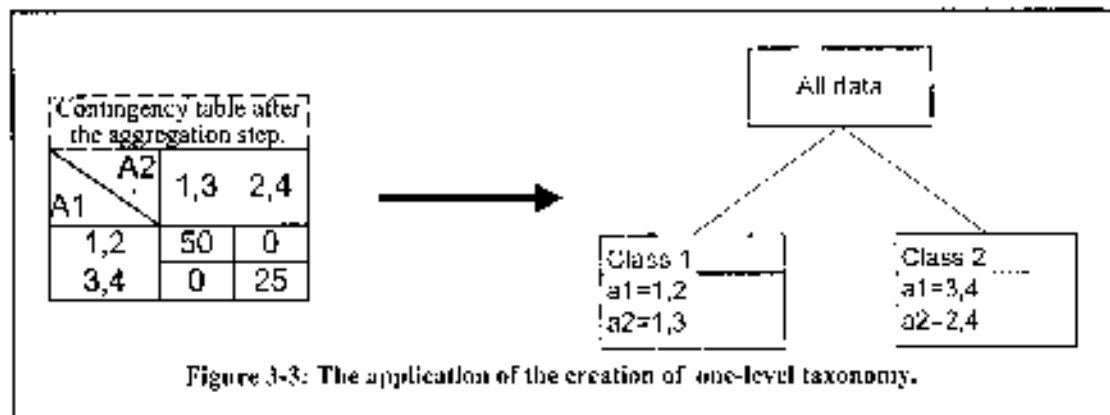 Contingency table after
the aggregation step.
A2
A1
1,3 2,4
1,2 50 0
3,4 0 25
All data
Class 1
a1=1,2
a2=1,3
Class 2
a1=3,4
a2=2,4
Figure 3-3: The application of the creation of one-level taxonomy.